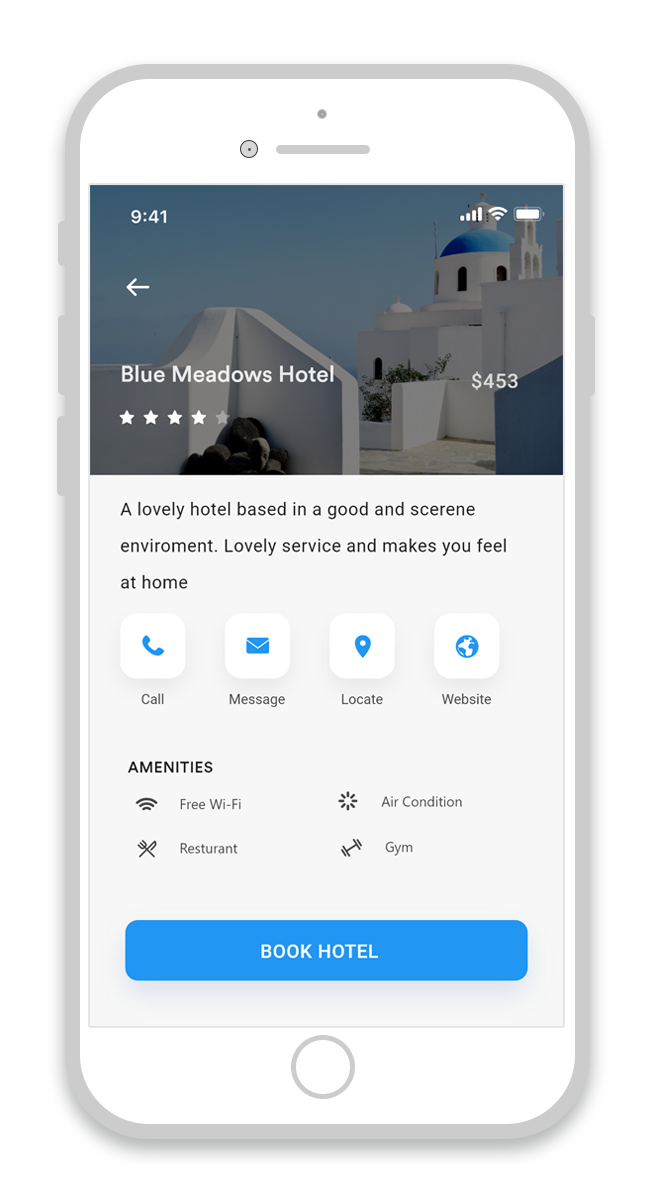 9:41
Blue Meadows Hotel
$453
A lovely hotel based in a good and scerene
enviroment. Lovely service and makes you feel
at home
Call Message Locate Website
AMENITIES
Free Wi-Fi Air Condition
Resturant Gym
BOOK HOTEL